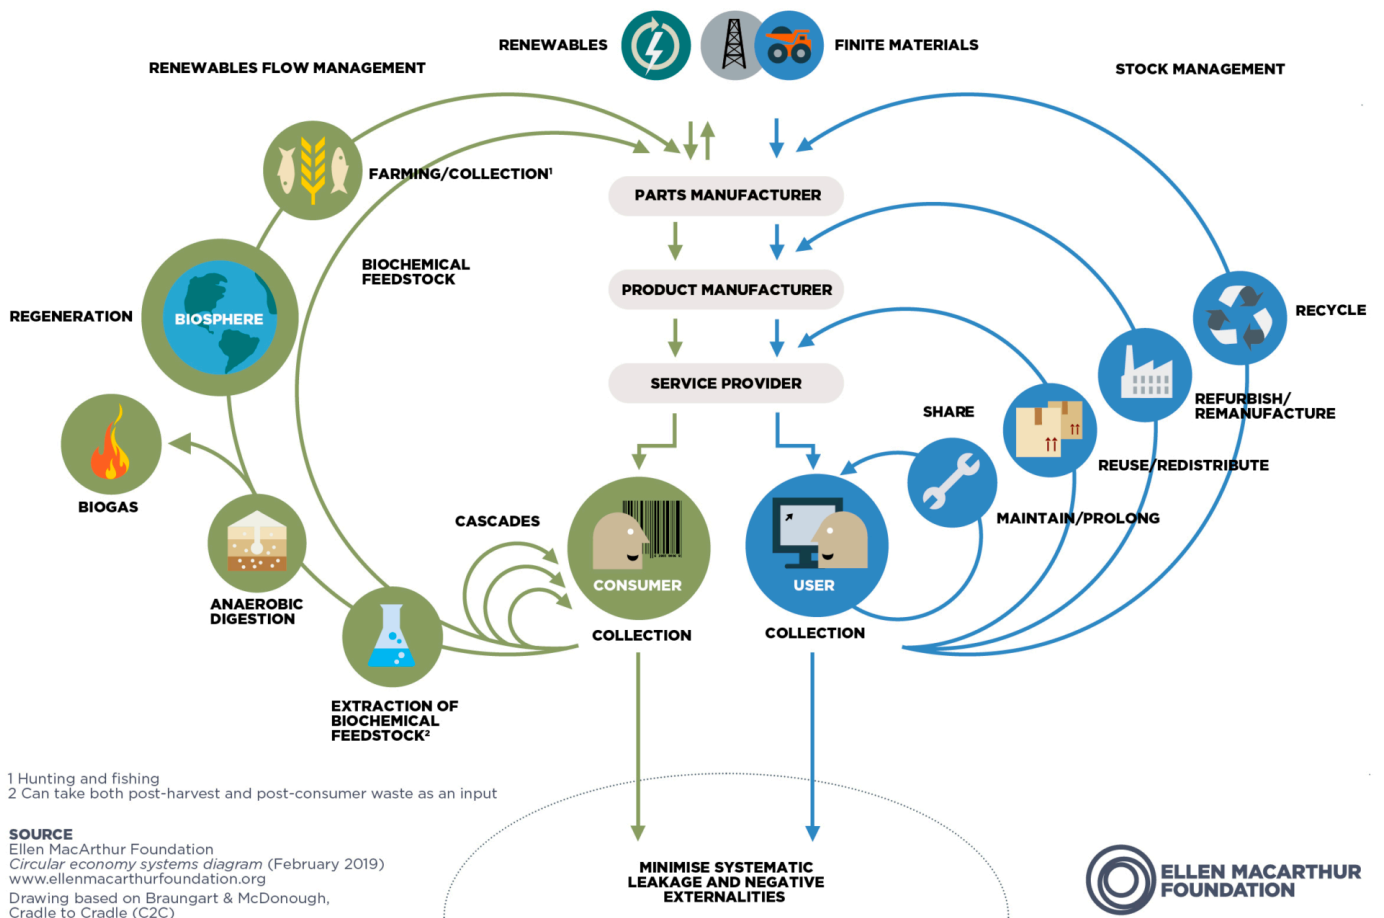 RENEWABLES
FINITE MATERIALS
RENEWABLES FLOW MANAGEMENT
STOCK MANAGEMENT
FARMING/COLLECTION¹
PARTS MANUFACTURER
BIOCHEMICAL
FEEDSTOCK
PRODUCT MANUFACTURER
REGENERATION
BIOSPHERE
RECYCLE
SERVICE PROVIDER
SHARE
REFURBISH/
REMANUFACTURE
REUSE/REDISTRIBUTE
BIOGAS
CASCADES
MAINTAIN/PROLONG
CONSUMER
USER
ANAEROBIC
DIGESTION
COLLECTION
COLLECTION
EXTRACTION OF
BIOCHEMICAL
FEEDSTOCK²
1 Hunting and fishing
2 Can take both post-harvest and post-consumer waste as an input
SOURCE
Ellen MacArthur Foundation
Circular economy systems diagram (February 2019)
www.ellenmacarthurfoundation.org
Drawing based on Braungart & McDonough,
Cradle to Cradle (C2C)
MINIMISE SYSTEMATIC
LEAKAGE AND NEGATIVE
EXTERNALITIES
ELLEN MACARTHUR
FOUNDATION